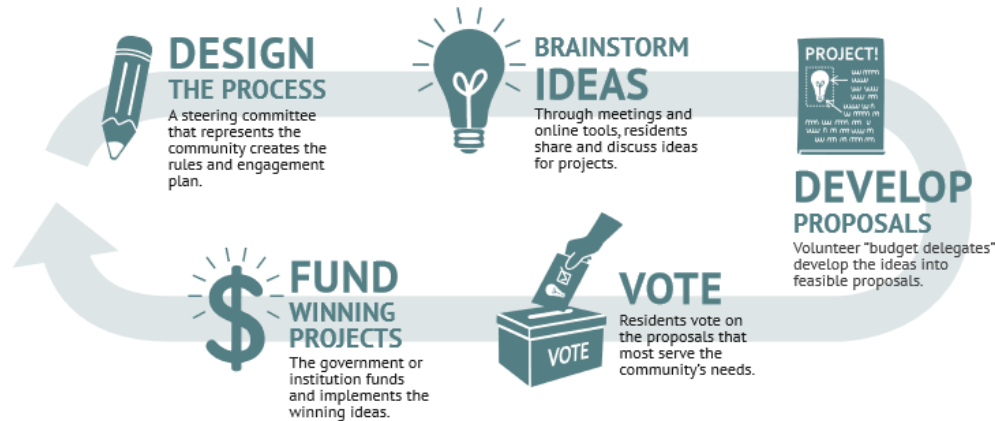 DESIGN
THE PROCESS
A steering committee
that represents the
community creates the
rules and engagement
plan.
BRAINSTORM
IDEAS
Through meetings and
online tools, residents
share and discuss ideas
for projects.
PROJECT!
DEVELOP
PROPOSALS
Volunteer “budget delegates”
develop the ideas into
feasible proposals.
VOTE
VOTE
Residents vote on
the proposals that
most serve the
community’s needs.
FUND
WINNING
PROJECTS
The government or
institution funds
and implements the
winning ideas.